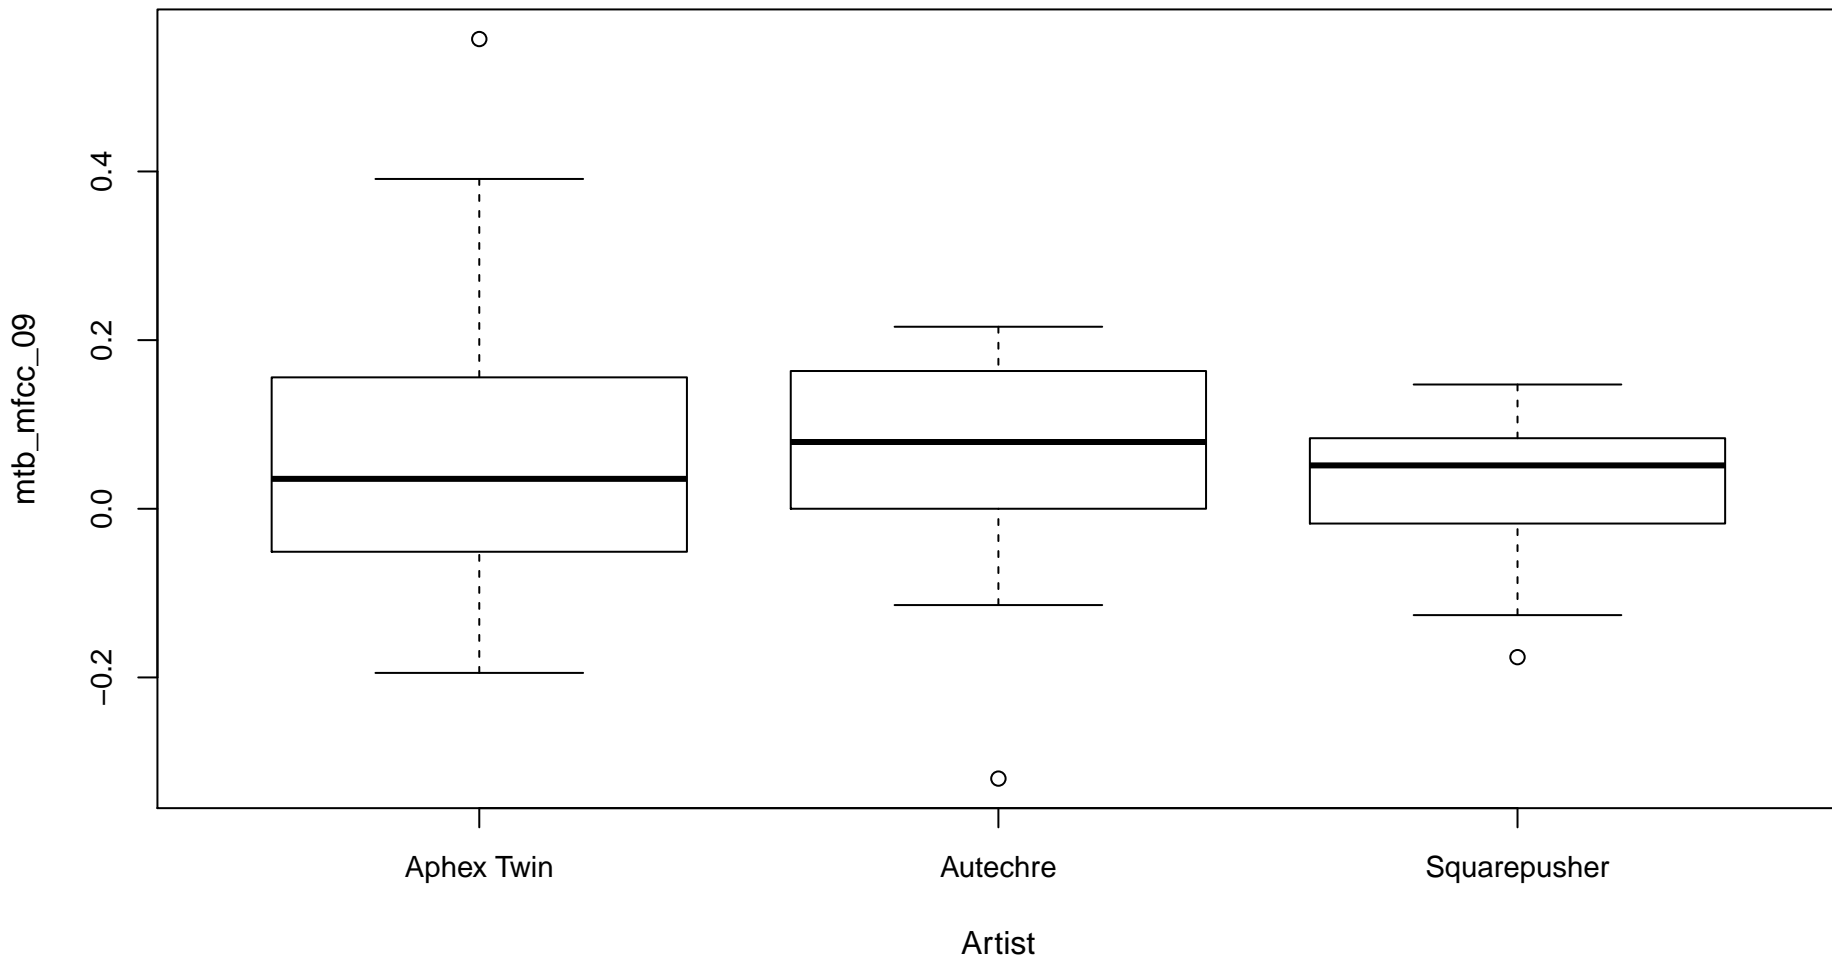 mtb_mfcc_09
0.4
0.2
0.0
−0.2
Aphex Twin
Autechre
Squarepusher
Artist